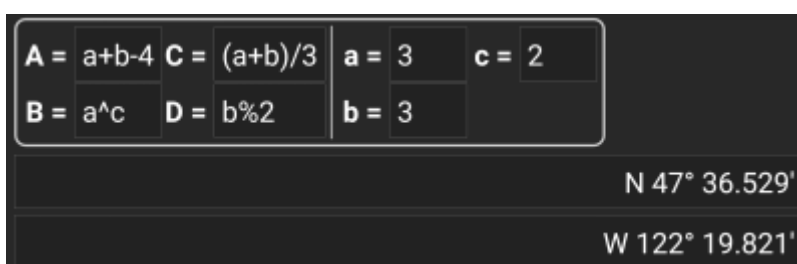 A = a+b-4 C = (a+b)/3 a = 3 c = 2
B = a^c D = b%2 b = 3
N 47° 36.529'
W 122° 19.821'